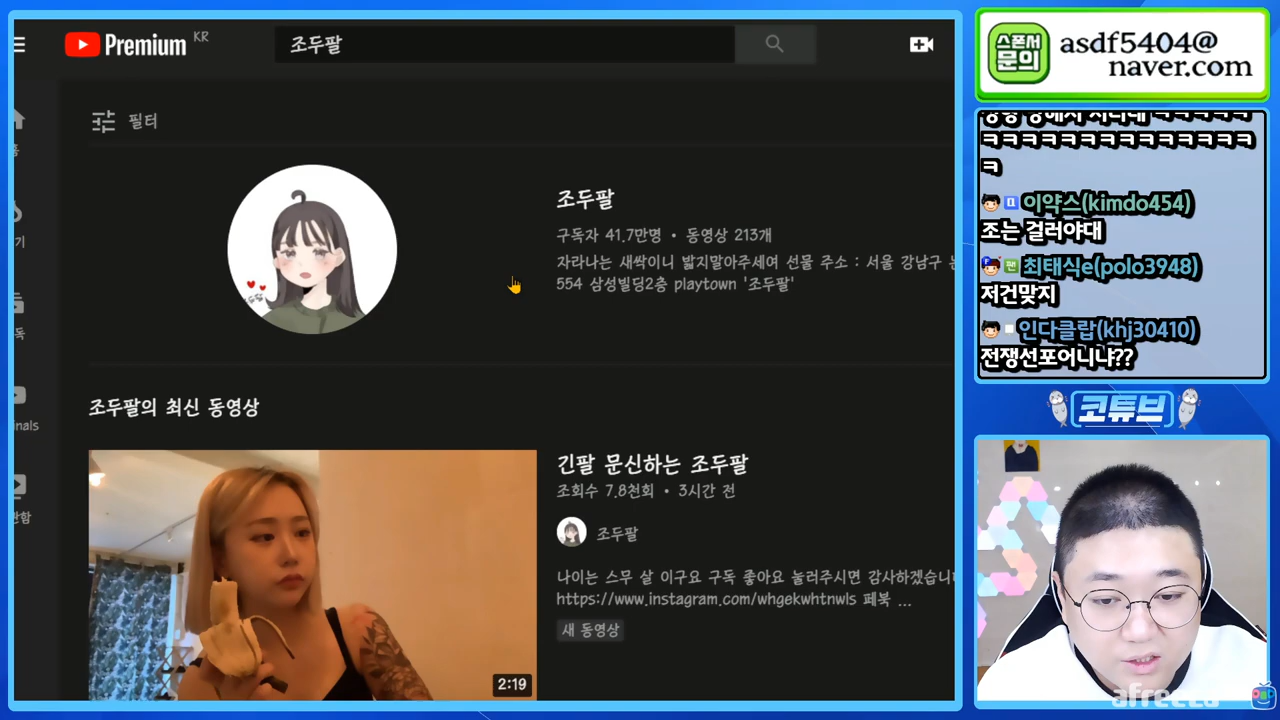 Premium KR
조두팔
필터
조두팔
구독자 41.7만명 • 동영상 213개
자라나는 새싹이니 밟지말아주세여 선물 주소 : 서울 강남구
554 삼성빌딩2층 playtown '조두팔'
조두팔의 최신 동영상
긴팔 문신하는 조두팔
조회수 7.8천회 • 3시간 전
조두팔
나이는 스무 살 이구요 구독 좋아요 눌러주시면 감사하겠습니
https://www.instagram.com/whgekwhtnwls 페북 ...
새 동영상
2:19
스폰서
문의
asdf5404@
naver.com
ㅋㅋㅋㅋㅋㅋㅋㅋㅋㅋㅋㅋㅋㅋ
ㅋ
이약스(kimdo454)
조는 걸러야대
최태식e(polo3948)
저건맞지
인다클랍(khj30410)
전쟁선포어니냐??
코튜브
afreeca